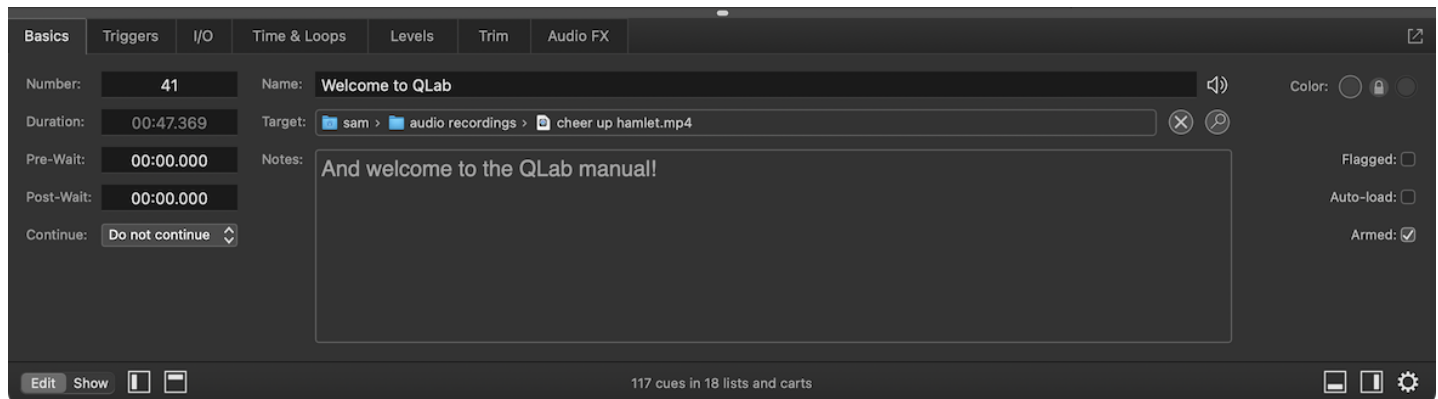 Basics Triggers I/O Time & Loops Levels Trim Audio FX
Number: 41 Name: Welcome to QLab Color:
Duration: 00:47.369 Target: sam > audio recordings > cheer up hamlet.mp4
Pre-Wait: 00:00.000 Notes: And welcome to the QLab manual! Flagged:
Post-Wait: 00:00.000 Auto-load:
Continue: Do not continue Armed:
Edit Show 117 cues in 18 lists and carts